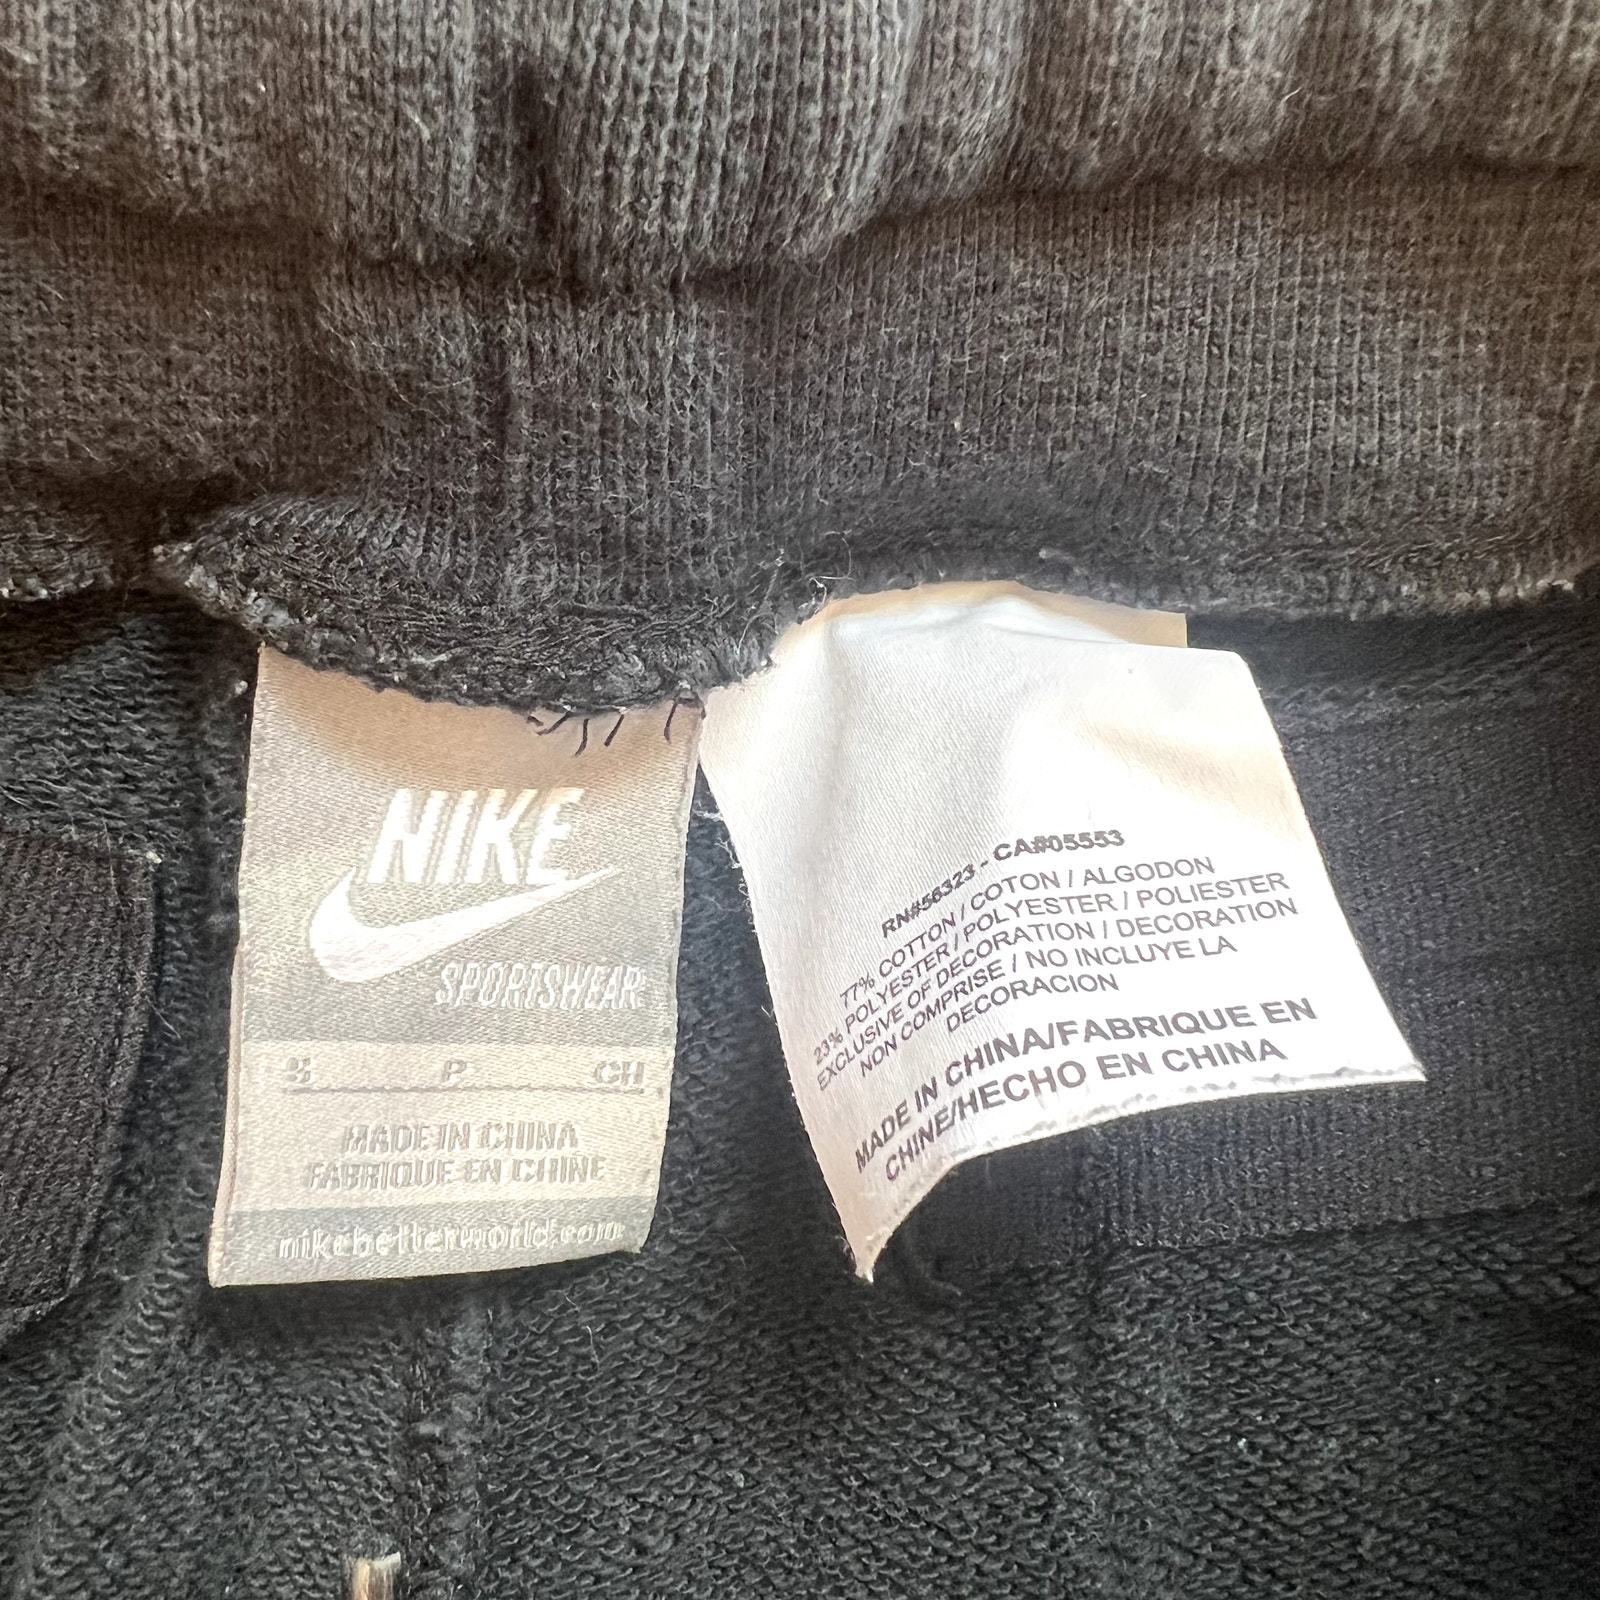 NIKE
SPORTSWEAR
S P CH
MADE IN CHINA
FABRIQUE EN CHINE
nikebetterworld.com
RN#56323 - CA#05553
77% COTTON / COTON / ALGODON
23% POLYESTER / POLYESTER / POLIESTER
EXCLUSIVE OF DECORATION / DECORATION
NON COMPRISE / NO INCLUYE LA
DECORACION
MADE IN CHINA/FABRIQUE EN
CHINE/HECHO EN CHINA